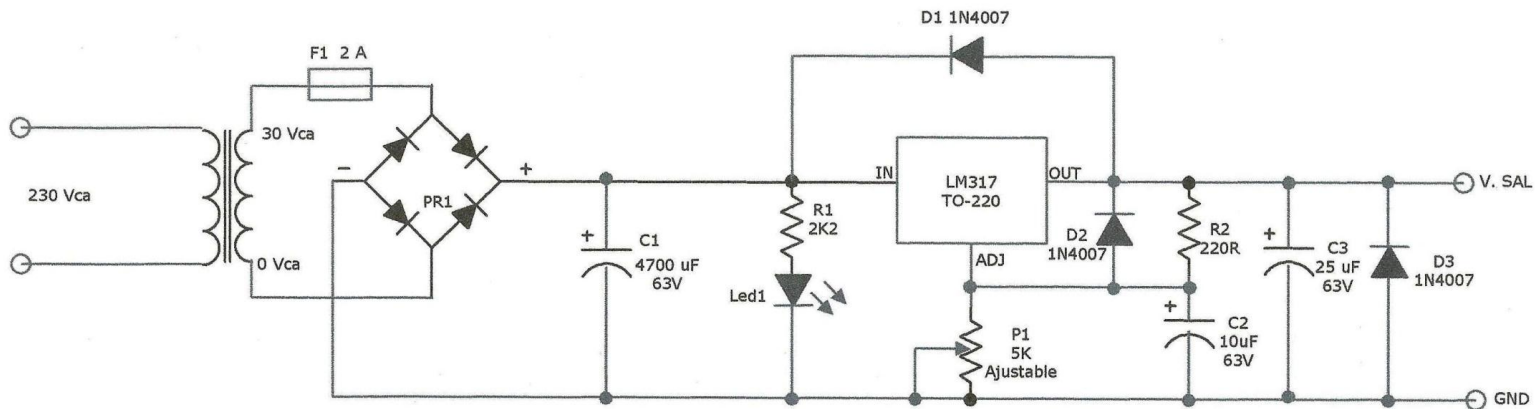 D1 1N4007
F1 2 A
30 Vca
230 Vca
0 Vca
-
+
PR1
+
C1
4700 uF
63V
R1
2K2
Led1
IN
LM317
TO-220
OUT
ADJ
D2
1N4007
R2
220R
P1
5K
Ajustable
+
C2
10uF
63V
+
C3
25 uF
63V
D3
1N4007
V. SAL
GND